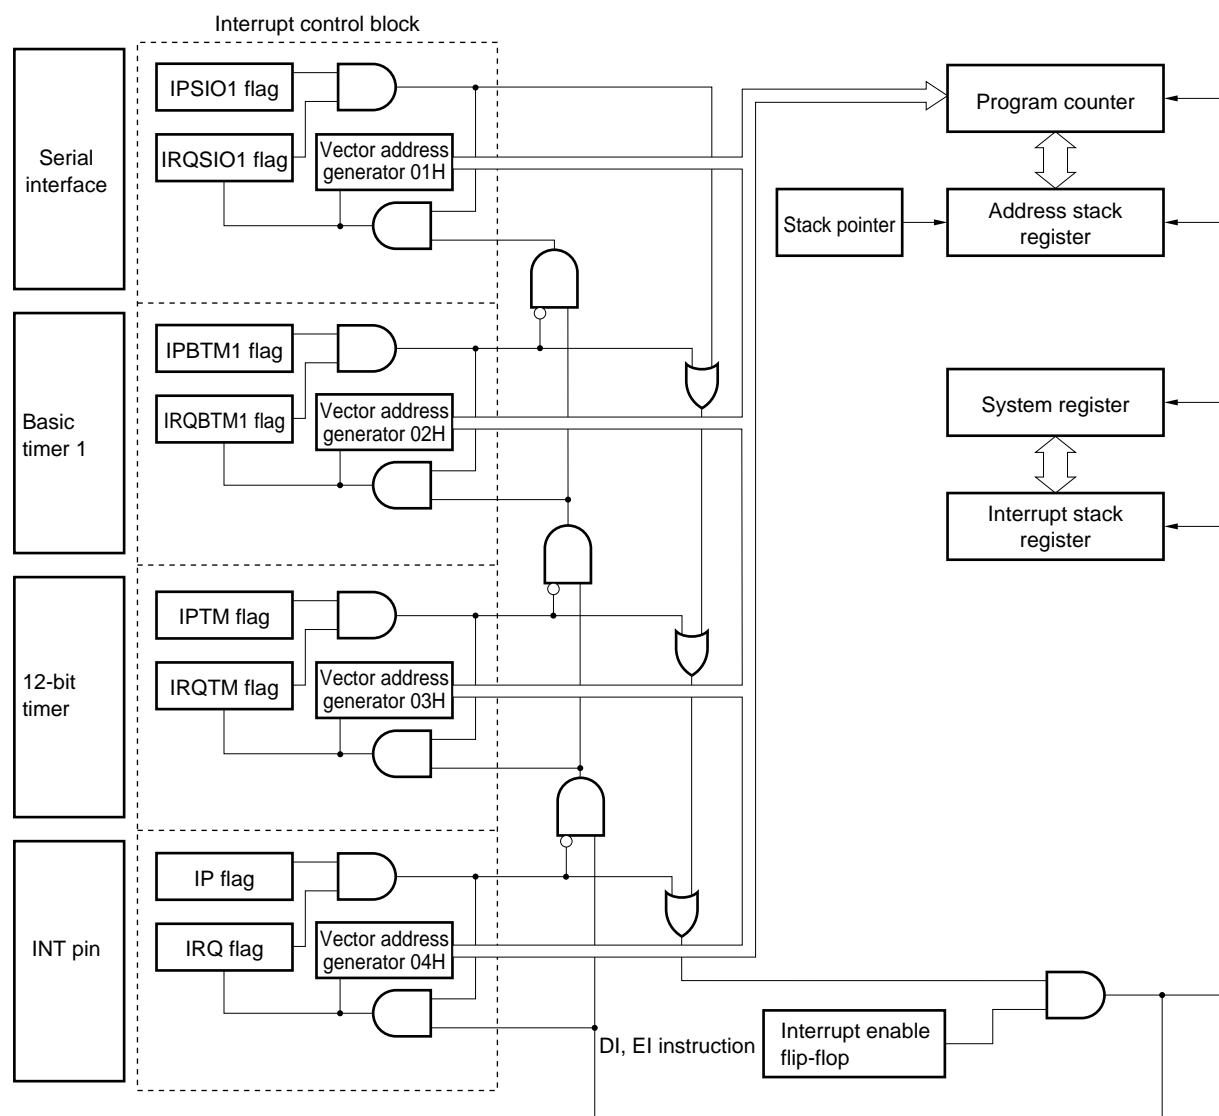 Interrupt control block
Serial
interface
IPSIO1 flag
IRQSIO1 flag
Vector address
generator 01H
Program counter
Stack pointer
Address stack
register
Basic
timer 1
IPBTM1 flag
IRQBTM1 flag
Vector address
generator 02H
System register
Interrupt stack
register
12-bit
timer
IPTM flag
IRQTM flag
Vector address
generator 03H
INT pin
IP flag
IRQ flag
Vector address
generator 04H
DI, EI instruction
Interrupt enable
flip-flop